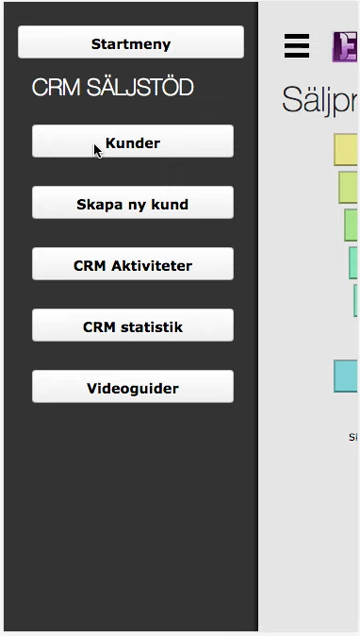 Startmeny
CRM SÄLJSTÖD
Kunder
Skapa ny kund
CRM Aktiviteter
CRM statistik
Videoguider
Säljpr